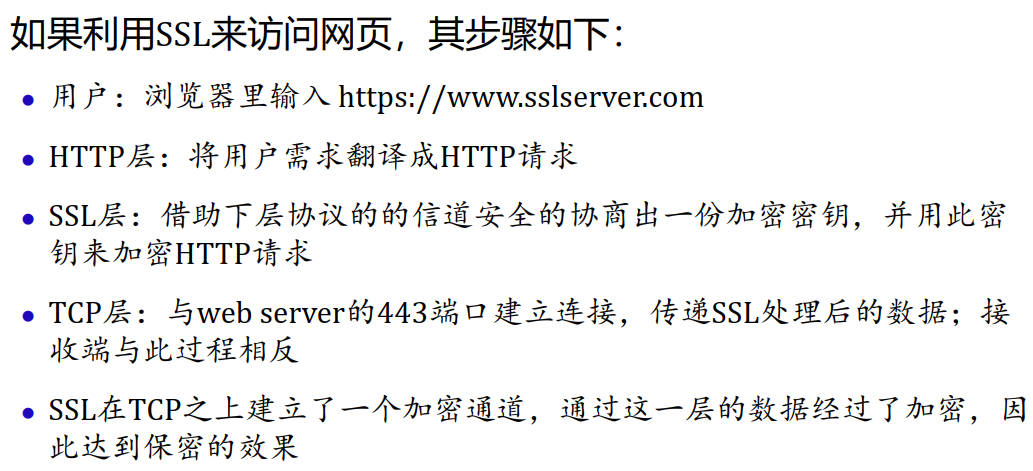 如果利用SSL来访问网页，其步骤如下：
用户：浏览器里输入 https://www.sslserver.com
HTTP层：将用户需求翻译成HTTP请求
SSL层：借助下层协议的的信道安全的协商出一份加密密钥，并用此密
钥来加密HTTP请求
TCP层：与web server的443端口建立连接，传递SSL处理后的数据；接
收端与此过程相反
SSL在TCP之上建立了一个加密通道，通过这一层的数据经过了加密，因
此达到保密的效果